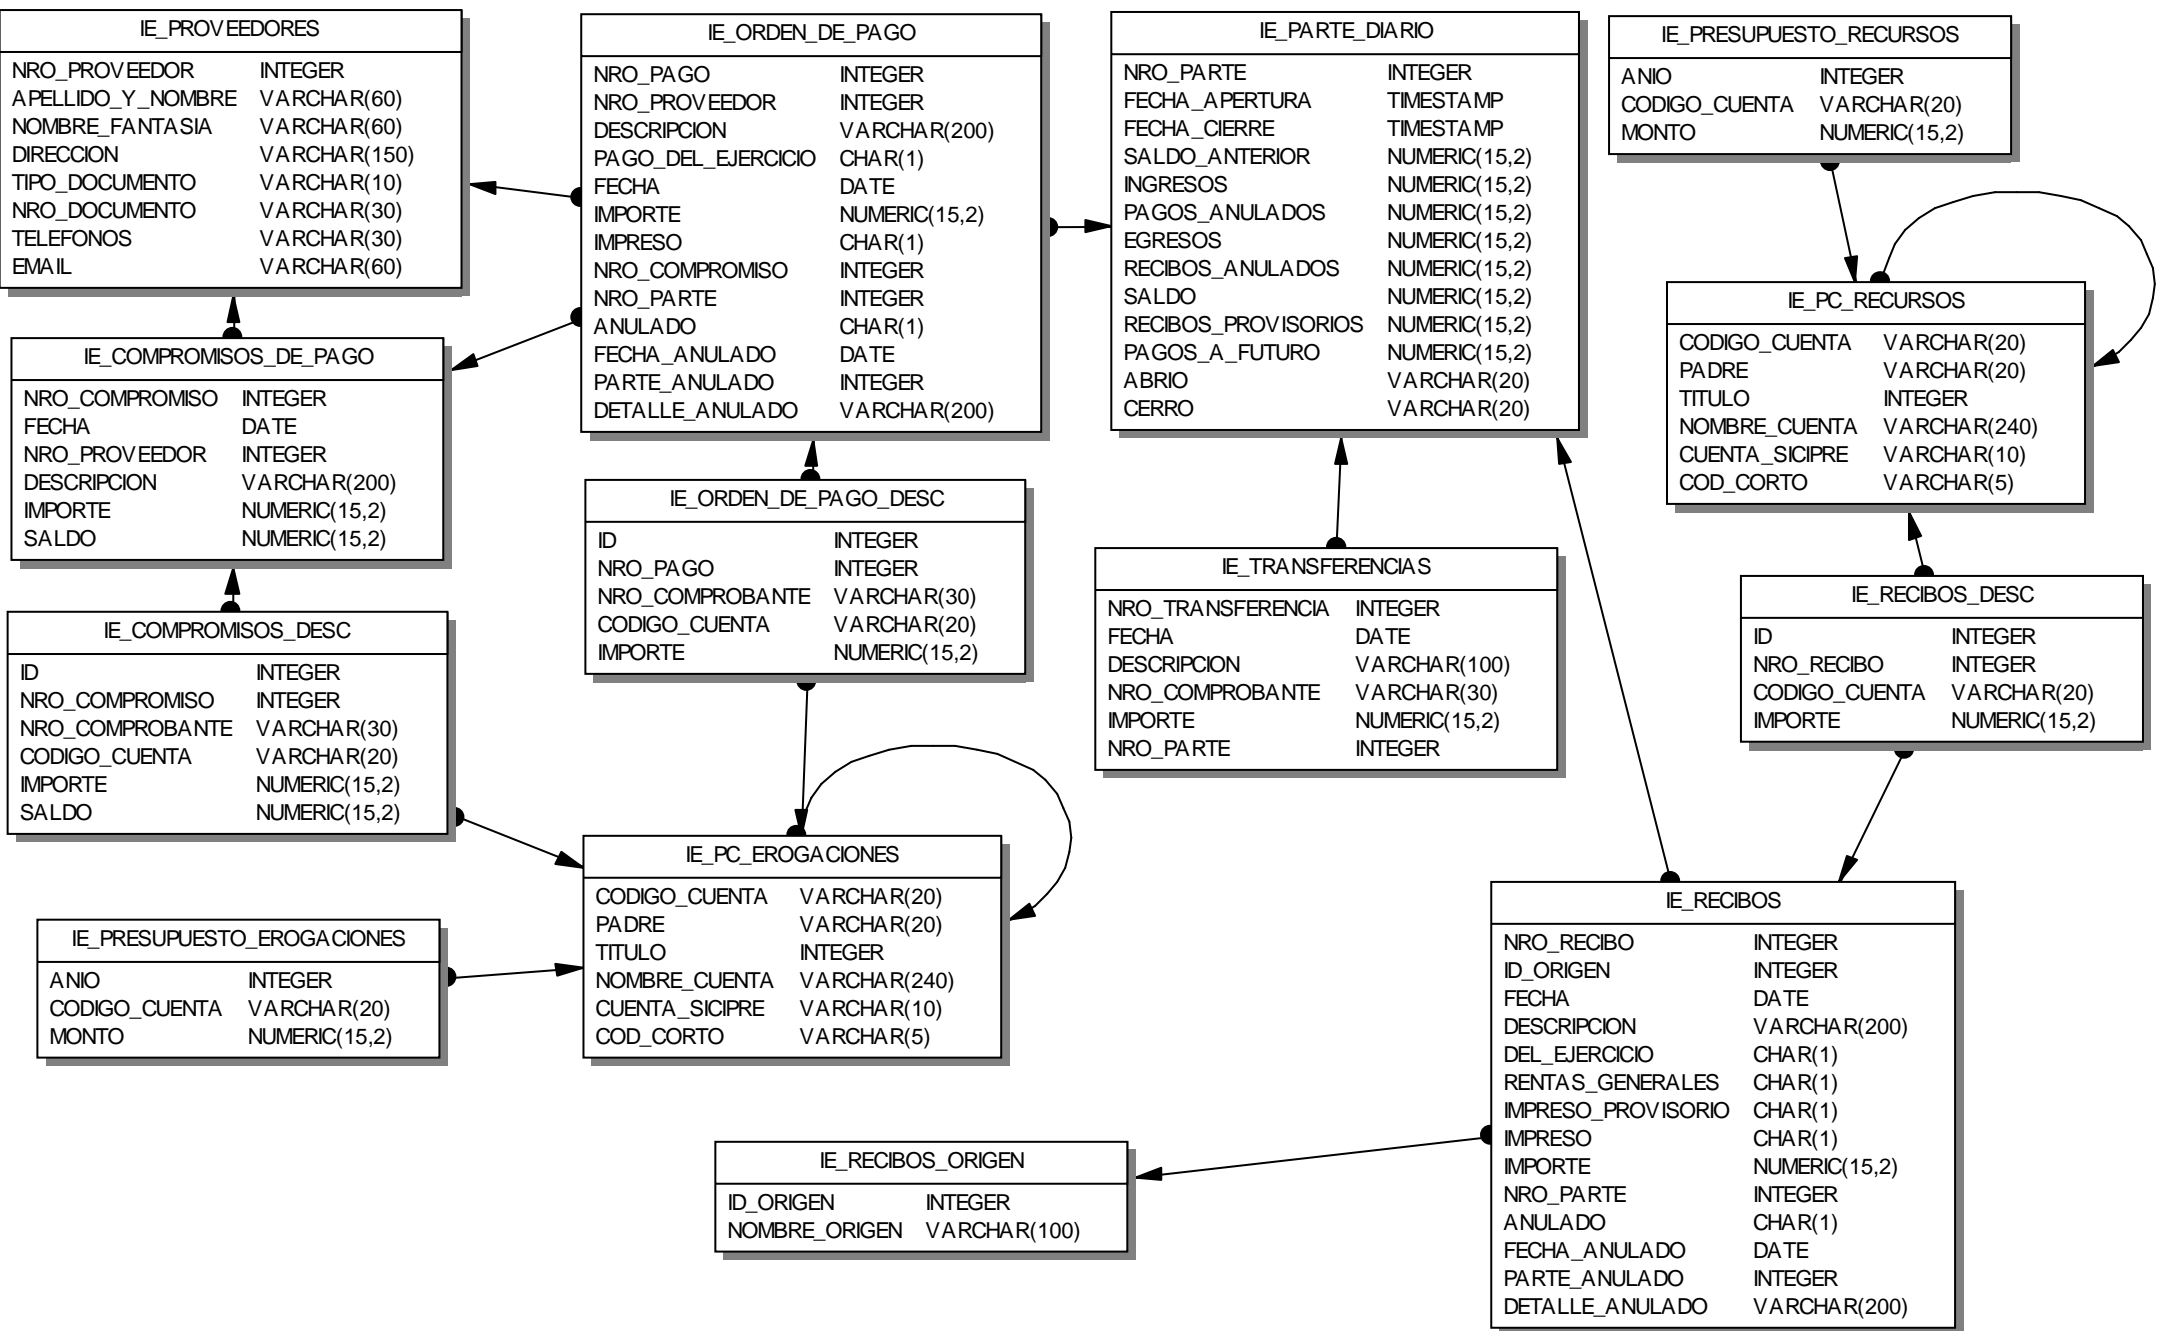 IE_PROVEEDORES
NRO_PROVEEDOR INTEGER
APELLIDO_Y_NOMBRE VARCHAR(60)
NOMBRE_FANTASIA VARCHAR(60)
DIRECCION VARCHAR(150)
TIPO_DOCUMENTO VARCHAR(10)
NRO_DOCUMENTO VARCHAR(30)
TELEFONOS VARCHAR(30)
EMAIL VARCHAR(60)
IE_ORDEN_DE_PAGO
NRO_PAGO INTEGER
NRO_PROVEEDOR INTEGER
DESCRIPCION VARCHAR(200)
PAGO_DEL_EJERCICIO CHAR(1)
FECHA DATE
IMPORTE NUMERIC(15,2)
IMPRESO CHAR(1)
NRO_COMPROMISO INTEGER
NRO_PARTE INTEGER
ANULADO CHAR(1)
FECHA_ANULADO DATE
PARTE_ANULADO INTEGER
DETALLE_ANULADO VARCHAR(200)
IE_PARTE_DIARIO
NRO_PARTE INTEGER
FECHA_APERTURA TIMESTAMP
FECHA_CIERRE TIMESTAMP
SALDO_ANTERIOR NUMERIC(15,2)
INGRESOS NUMERIC(15,2)
PAGOS_ANULADOS NUMERIC(15,2)
EGRESOS NUMERIC(15,2)
RECIBOS_ANULADOS NUMERIC(15,2)
SALDO NUMERIC(15,2)
RECIBOS_PROVISORIOS NUMERIC(15,2)
PAGOS_A_FUTURO NUMERIC(15,2)
ABRIO VARCHAR(20)
CERRO VARCHAR(20)
IE_PRESUPUESTO_RECURSOS
ANIO INTEGER
CODIGO_CUENTA VARCHAR(20)
MONTO NUMERIC(15,2)
IE_PC_RECURSOS
CODIGO_CUENTA VARCHAR(20)
PADRE VARCHAR(20)
TITULO INTEGER
NOMBRE_CUENTA VARCHAR(240)
CUENTA_SICIPRE VARCHAR(10)
COD_CORTO VARCHAR(5)
IE_COMPROMISOS_DE_PAGO
NRO_COMPROMISO INTEGER
FECHA DATE
NRO_PROVEEDOR INTEGER
DESCRIPCION VARCHAR(200)
IMPORTE NUMERIC(15,2)
SALDO NUMERIC(15,2)
IE_ORDEN_DE_PAGO_DESC
ID INTEGER
NRO_PAGO INTEGER
NRO_COMPROBANTE VARCHAR(30)
CODIGO_CUENTA VARCHAR(20)
IMPORTE NUMERIC(15,2)
IE_TRANSFERENCIAS
NRO_TRANSFERENCIA INTEGER
FECHA DATE
DESCRIPCION VARCHAR(100)
NRO_COMPROBANTE VARCHAR(30)
IMPORTE NUMERIC(15,2)
NRO_PARTE INTEGER
IE_RECIBOS_DESC
ID INTEGER
NRO_RECIBO INTEGER
CODIGO_CUENTA VARCHAR(20)
IMPORTE NUMERIC(15,2)
IE_COMPROMISOS_DESC
ID INTEGER
NRO_COMPROMISO INTEGER
NRO_COMPROBANTE VARCHAR(30)
CODIGO_CUENTA VARCHAR(20)
IMPORTE NUMERIC(15,2)
SALDO NUMERIC(15,2)
IE_PC_EROGACIONES
CODIGO_CUENTA VARCHAR(20)
PADRE VARCHAR(20)
TITULO INTEGER
NOMBRE_CUENTA VARCHAR(240)
CUENTA_SICIPRE VARCHAR(10)
COD_CORTO VARCHAR(5)
IE_PRESUPUESTO_EROGACIONES
ANIO INTEGER
CODIGO_CUENTA VARCHAR(20)
MONTO NUMERIC(15,2)
IE_RECIBOS
NRO_RECIBO INTEGER
ID_ORIGEN INTEGER
FECHA DATE
DESCRIPCION VARCHAR(200)
DEL_EJERCICIO CHAR(1)
RENTAS_GENERALES CHAR(1)
IMPRESO_PROVISORIO CHAR(1)
IMPRESO CHAR(1)
IMPORTE NUMERIC(15,2)
NRO_PARTE INTEGER
ANULADO CHAR(1)
FECHA_ANULADO DATE
PARTE_ANULADO INTEGER
DETALLE_ANULADO VARCHAR(200)
IE_RECIBOS_ORIGEN
ID_ORIGEN INTEGER
NOMBRE_ORIGEN VARCHAR(100)